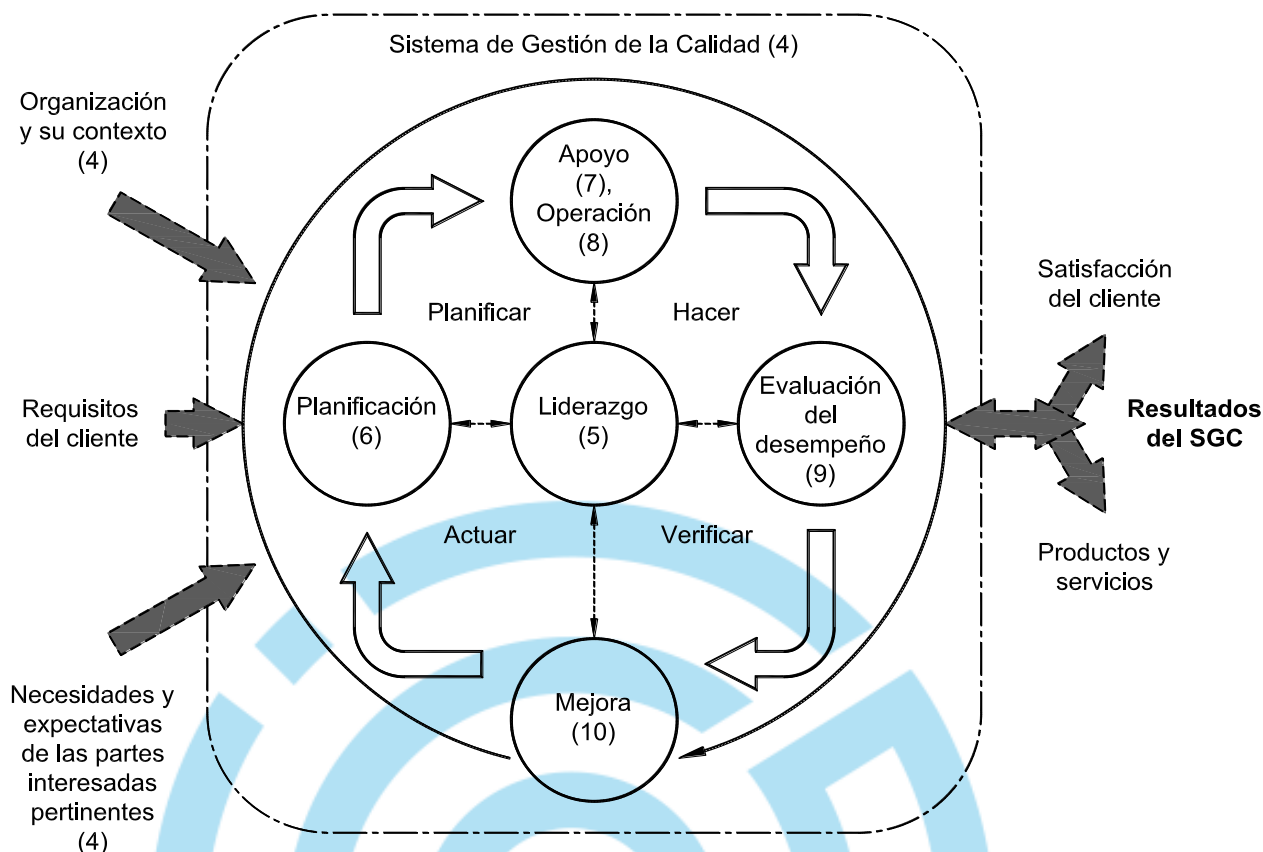 Sistema de Gestión de la Calidad (4)
Organización
y su contexto
(4)
Apoyo
(7),
Operación
(8)
Satisfacción
del cliente
Planificar
Hacer
Requisitos
del cliente
Planificación
(6)
Liderazgo
(5)
Evaluación
del
desempeño
(9)
Resultados
del SGC
Actuar
Verificar
Productos y
servicios
Necesidades y
expectativas
de las partes
interesadas
pertinentes
(4)
Mejora
(10)